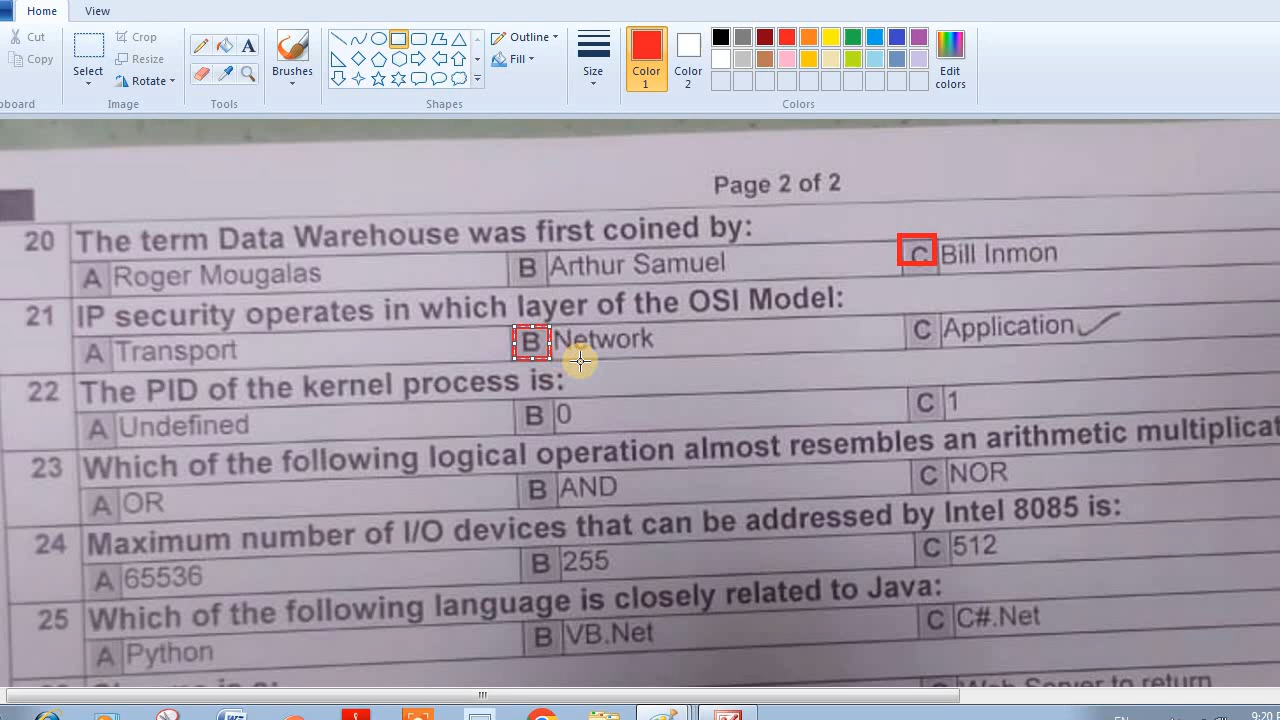 Home View
Cut
Copy
Select
Crop
Resize
Rotate
Brushes
Outline
Fill
Size
Color 1
Color 2
Edit colors
Image
Tools
Shapes
Colors
Page 2 of 2
20 The term Data Warehouse was first coined by:
A Roger Mougalas B Arthur Samuel C Bill Inmon
21 IP security operates in which layer of the OSI Model:
A Transport B Network C Application
22 The PID of the kernel process is:
A Undefined B 0 C 1
23 Which of the following logical operation almost resembles an arithmetic multiplicat
A OR B AND C NOR
24 Maximum number of I/O devices that can be addressed by Intel 8085 is:
A 65536 B 255 C 512
25 Which of the following language is closely related to Java:
A Python B VB.Net C C#.Net
Web Server to return
EN